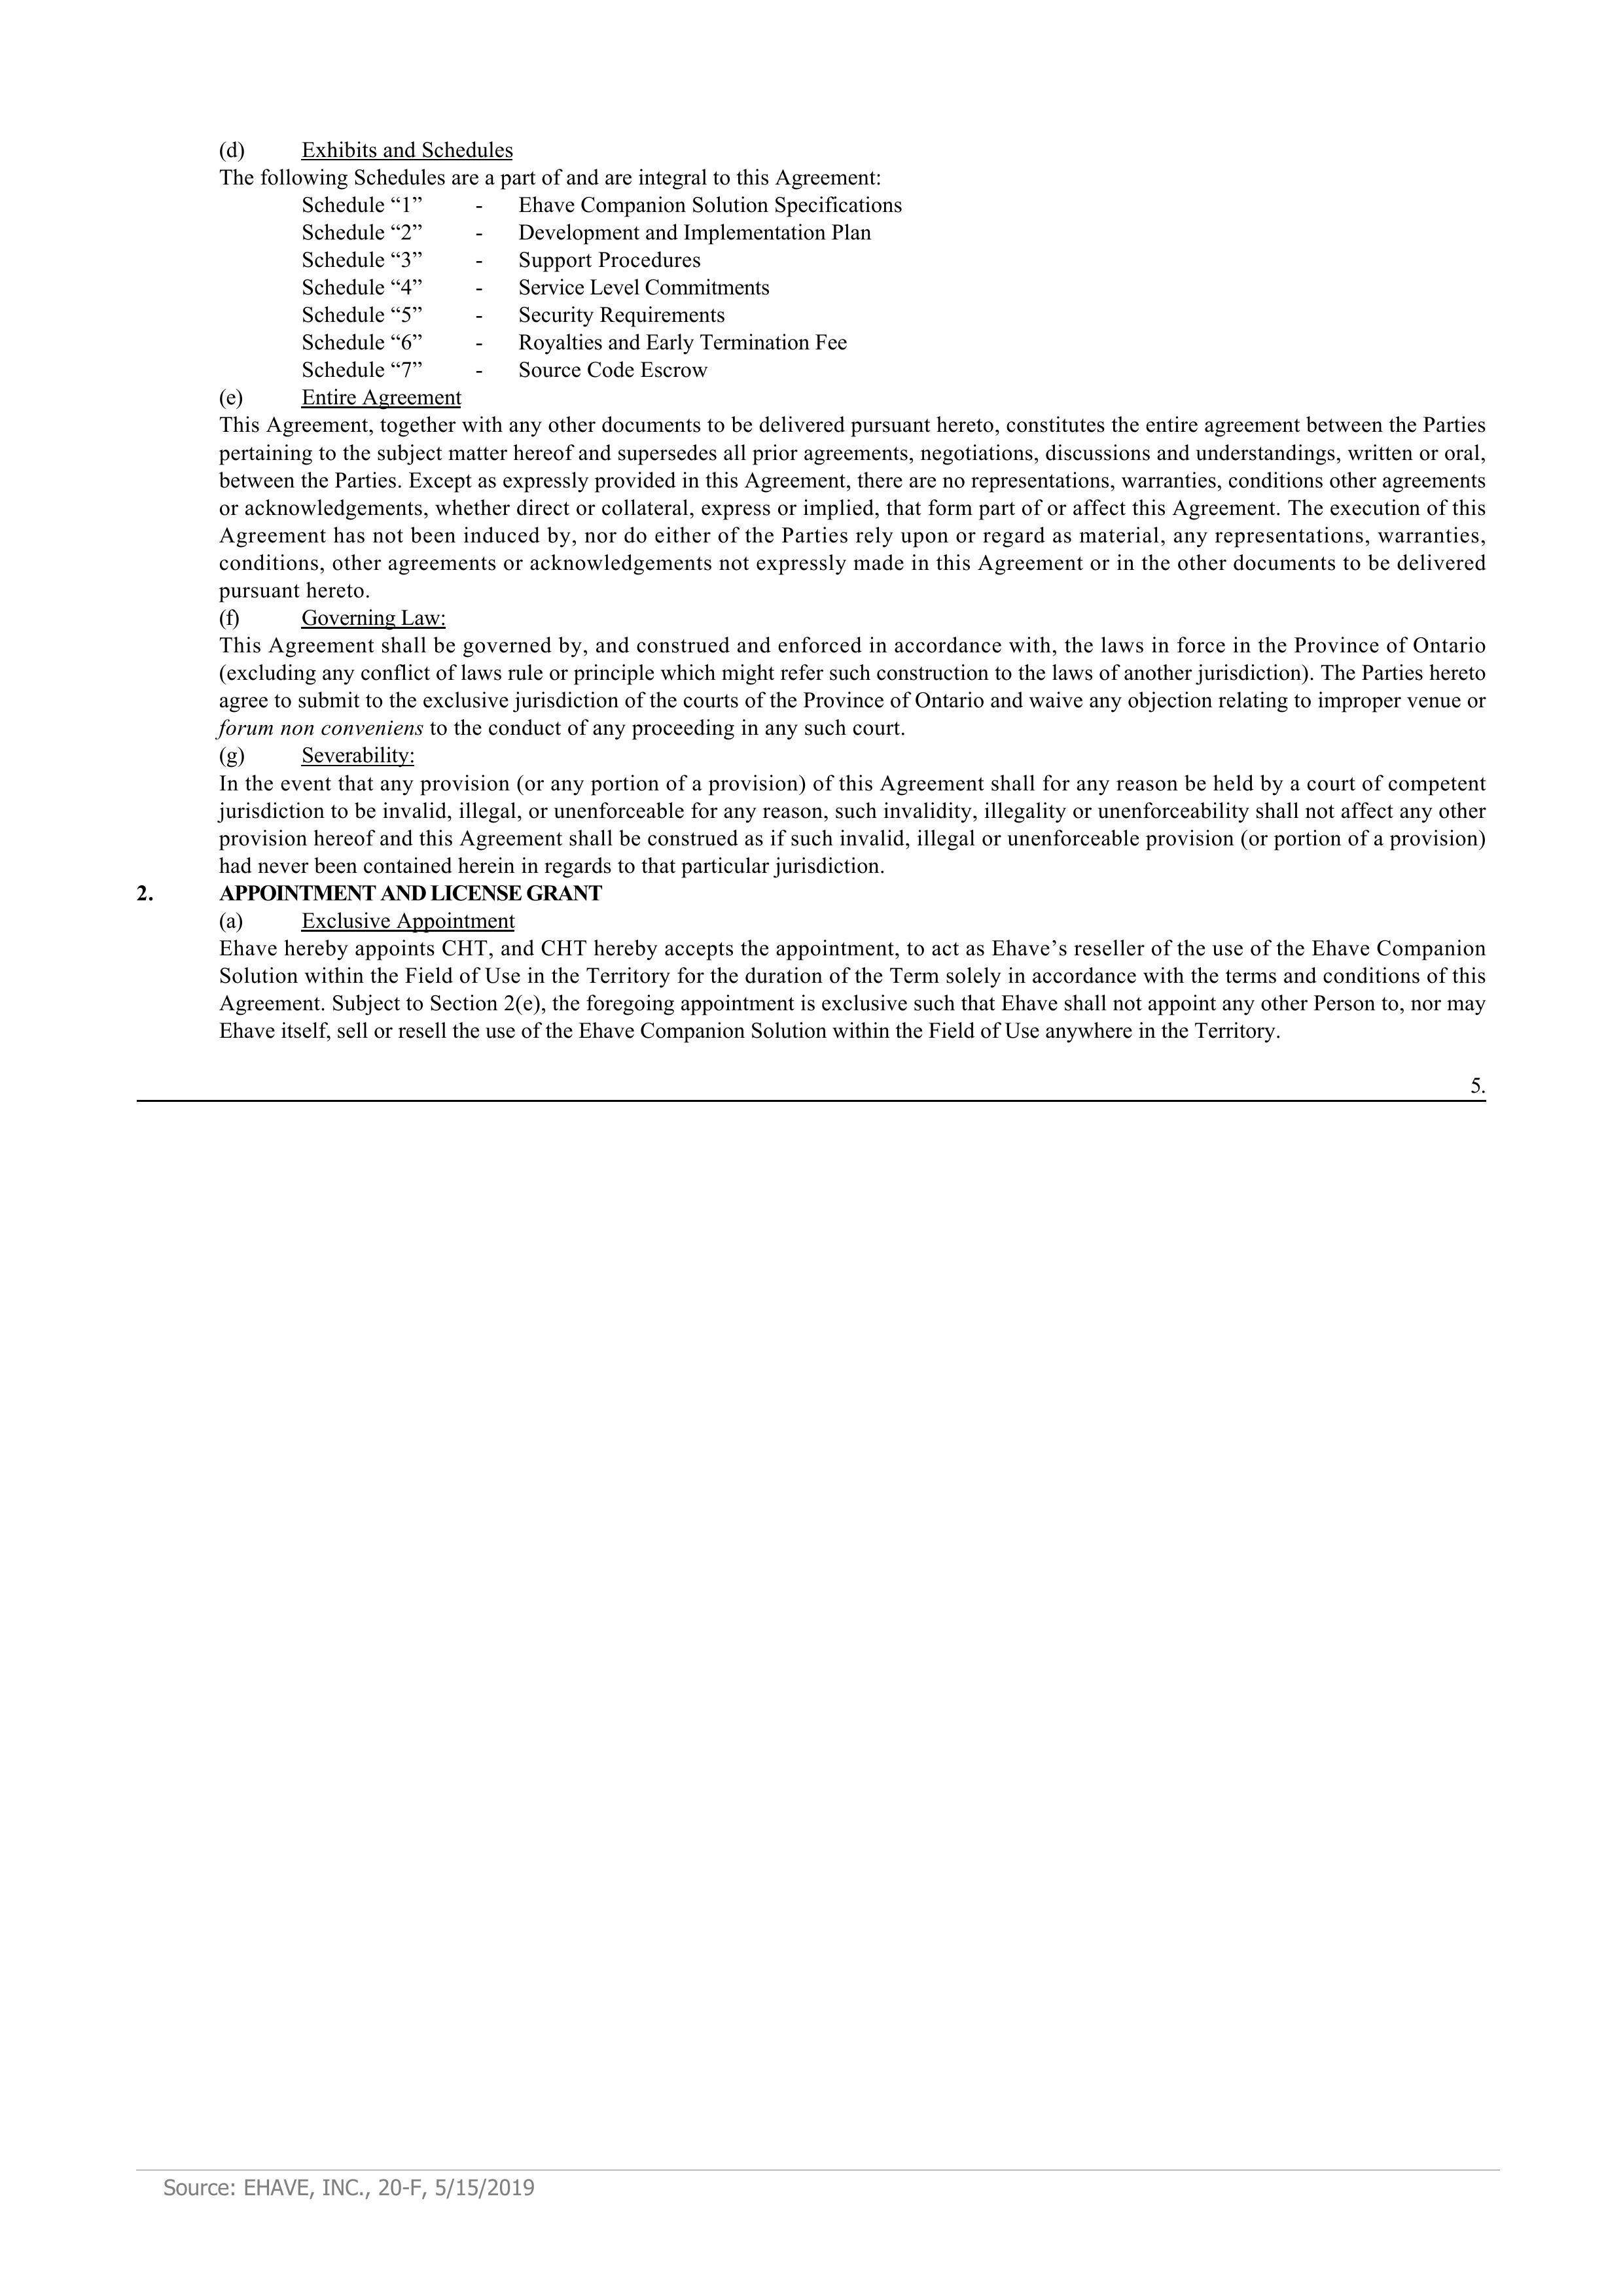 (d) Exhibits and Schedules
The following Schedules are a part of and are integral to this Agreement:
Schedule “1” - Ehave Companion Solution Specifications
Schedule “2” - Development and Implementation Plan
Schedule “3” - Support Procedures
Schedule “4” - Service Level Commitments
Schedule “5” - Security Requirements
Schedule “6” - Royalties and Early Termination Fee
Schedule “7” - Source Code Escrow
(e) Entire Agreement
This Agreement, together with any other documents to be delivered pursuant hereto, constitutes the entire agreement between the Parties
pertaining to the subject matter hereof and supersedes all prior agreements, negotiations, discussions and understandings, written or oral,
between the Parties. Except as expressly provided in this Agreement, there are no representations, warranties, conditions other agreements
or acknowledgements, whether direct or collateral, express or implied, that form part of or affect this Agreement. The execution of this
Agreement has not been induced by, nor do either of the Parties rely upon or regard as material, any representations, warranties,
conditions, other agreements or acknowledgements not expressly made in this Agreement or in the other documents to be delivered
pursuant hereto.
(f) Governing Law:
This Agreement shall be governed by, and construed and enforced in accordance with, the laws in force in the Province of Ontario
(excluding any conflict of laws rule or principle which might refer such construction to the laws of another jurisdiction). The Parties hereto
agree to submit to the exclusive jurisdiction of the courts of the Province of Ontario and waive any objection relating to improper venue or
forum non conveniens to the conduct of any proceeding in any such court.
(g) Severability:
In the event that any provision (or any portion of a provision) of this Agreement shall for any reason be held by a court of competent
jurisdiction to be invalid, illegal, or unenforceable for any reason, such invalidity, illegality or unenforceability shall not affect any other
provision hereof and this Agreement shall be construed as if such invalid, illegal or unenforceable provision (or portion of a provision)
had never been contained herein in regards to that particular jurisdiction.
2. APPOINTMENT AND LICENSE GRANT
(a) Exclusive Appointment
Ehave hereby appoints CHT, and CHT hereby accepts the appointment, to act as Ehave’s reseller of the use of the Ehave Companion
Solution within the Field of Use in the Territory for the duration of the Term solely in accordance with the terms and conditions of this
Agreement. Subject to Section 2(e), the foregoing appointment is exclusive such that Ehave shall not appoint any other Person to, nor may
Ehave itself, sell or resell the use of the Ehave Companion Solution within the Field of Use anywhere in the Territory.
5.
Source: EHAVE, INC., 20-F, 5/15/2019